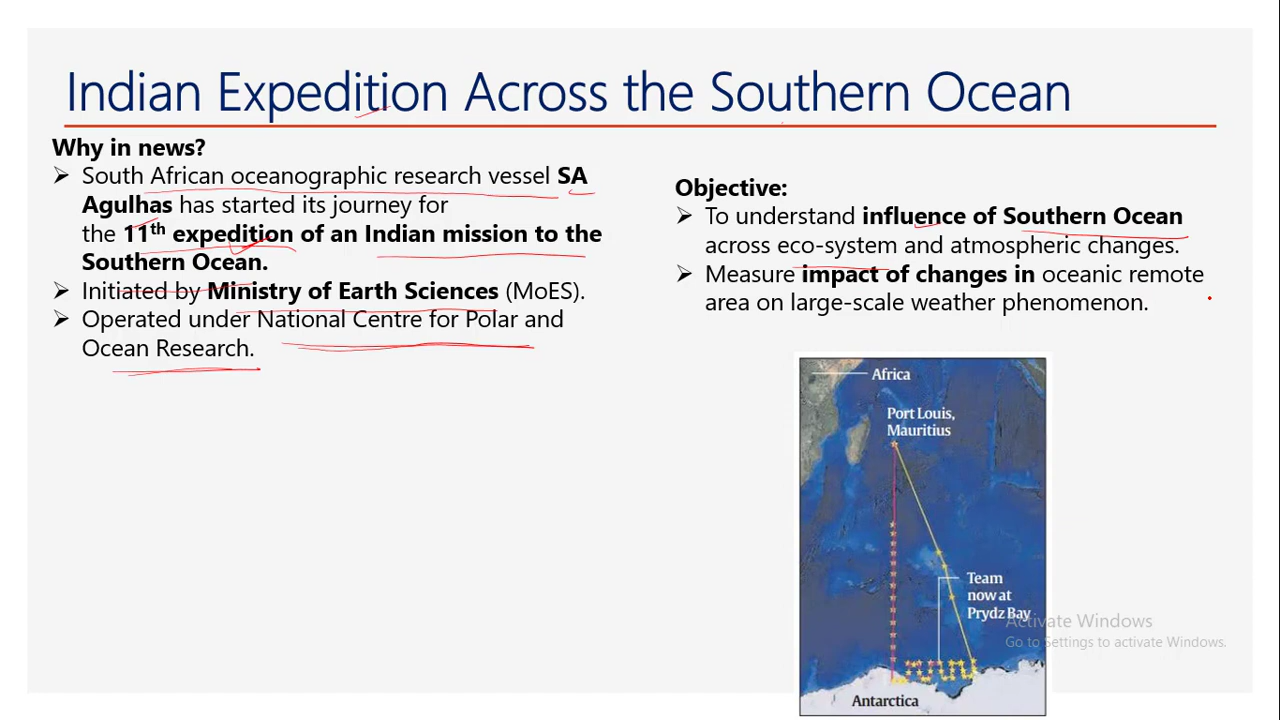 Indian Expedition Across the Southern Ocean
Why in news?
➢ South African oceanographic research vessel SA
Agulhas has started its journey for
the 11th expedition of an Indian mission to the
Southern Ocean.
➢ Initiated by Ministry of Earth Sciences (MoES).
➢ Operated under National Centre for Polar and
Ocean Research.
Objective:
➢ To understand influence of Southern Ocean
across eco-system and atmospheric changes.
➢ Measure impact of changes in oceanic remote
area on large-scale weather phenomenon.
Africa
Port Louis,
Mauritius
Team
now at
Prydz Bay
Antarctica
Activate Windows
Go to Settings to activate Windows.